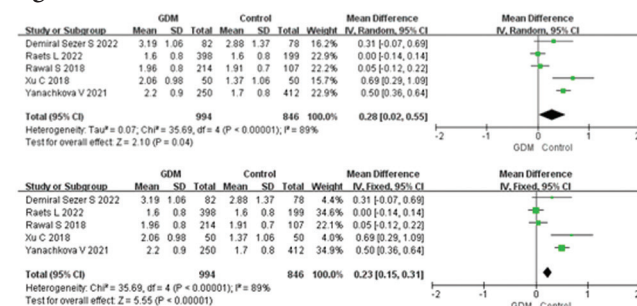 GDM Control Mean Difference Mean Difference
Study or Subgroup Mean SD Total Mean SD Total Weight IV, Random, 95% CI IV, Random, 95% CI
Demiral Sezer S 2022 3.19 1.06 82 2.88 1.37 78 16.2% 0.31 [-0.07, 0.69]
Raets L 2022 1.6 0.8 398 1.6 0.8 199 22.6% 0.00 [-0.14, 0.14]
Rawal S 2018 1.96 0.8 214 1.91 0.7 107 22.2% 0.05 [-0.12, 0.22]
Xu C 2018 2.06 0.98 50 1.37 1.06 50 16.0% 0.69 [0.29, 1.09]
Yanachkova V 2021 2.2 0.9 250 1.7 0.8 412 22.9% 0.50 [0.36, 0.64]
Total (95% CI) 994 846 100.0% 0.28 [0.02, 0.55]
Heterogeneity: Tau² = 0.07; Chi² = 35.69, df = 4 (P < 0.00001); I² = 89%
Test for overall effect: Z = 2.10 (P = 0.04)
-2 -1 0 1 2
GDM Control
GDM Control Mean Difference Mean Difference
Study or Subgroup Mean SD Total Mean SD Total Weight IV, Fixed, 95% CI IV, Fixed, 95% CI
Demiral Sezer S 2022 3.19 1.06 82 2.88 1.37 78 4.4% 0.31 [-0.07, 0.69]
Raets L 2022 1.6 0.8 398 1.6 0.8 199 34.6% 0.00 [-0.14, 0.14]
Rawal S 2018 1.96 0.8 214 1.91 0.7 107 22.1% 0.05 [-0.12, 0.22]
Xu C 2018 2.06 0.98 50 1.37 1.06 50 4.0% 0.69 [0.29, 1.09]
Yanachkova V 2021 2.2 0.9 250 1.7 0.8 412 34.9% 0.50 [0.36, 0.64]
Total (95% CI) 994 846 100.0% 0.23 [0.15, 0.31]
Heterogeneity: Chi² = 35.69, df = 4 (P < 0.00001); I² = 89%
Test for overall effect: Z = 5.55 (P < 0.00001)
-2 -1 0 1 2
GDM Control